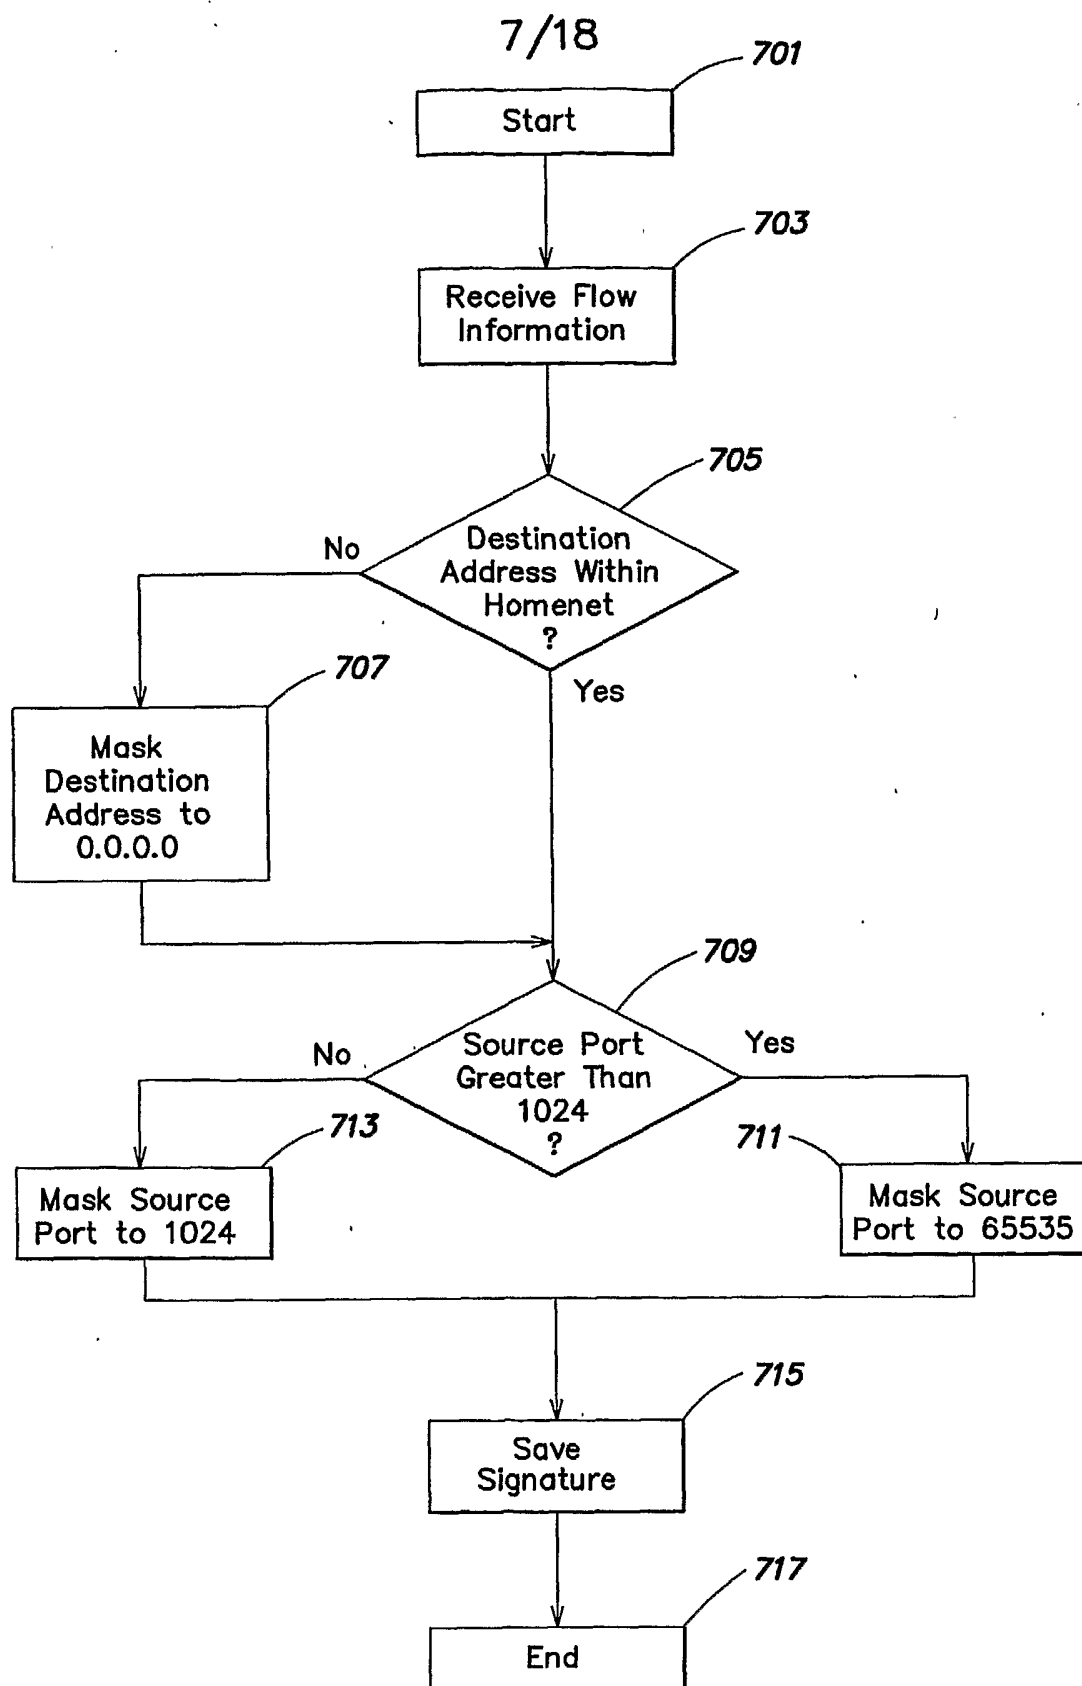 7/18
701
Start
703
Receive Flow
Information
705
No
Destination
Address Within
Homenet
?
Yes
707
Mask
Destination
Address to
0.0.0.0
709
No
Source Port
Greater Than
1024
?
Yes
713
711
Mask Source
Port to 1024
Mask Source
Port to 65535
715
Save
Signature
717
End